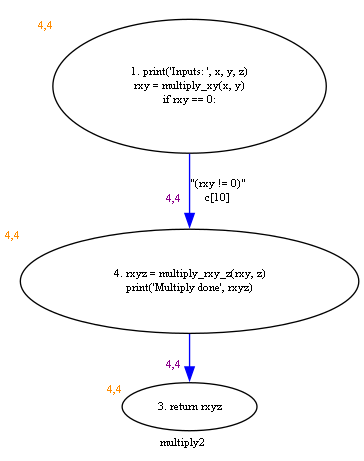 4,4
1. print('Inputs: ', x, y, z)
rxy = multiply_xy(x, y)
if rxy == 0:
"(rxy != 0)"
4,4
c[10]
4,4
4. rxyz = multiply_rxy_z(rxy, z)
print('Multiply done', rxyz)
4,4
4,4
3. return rxyz
multiply2